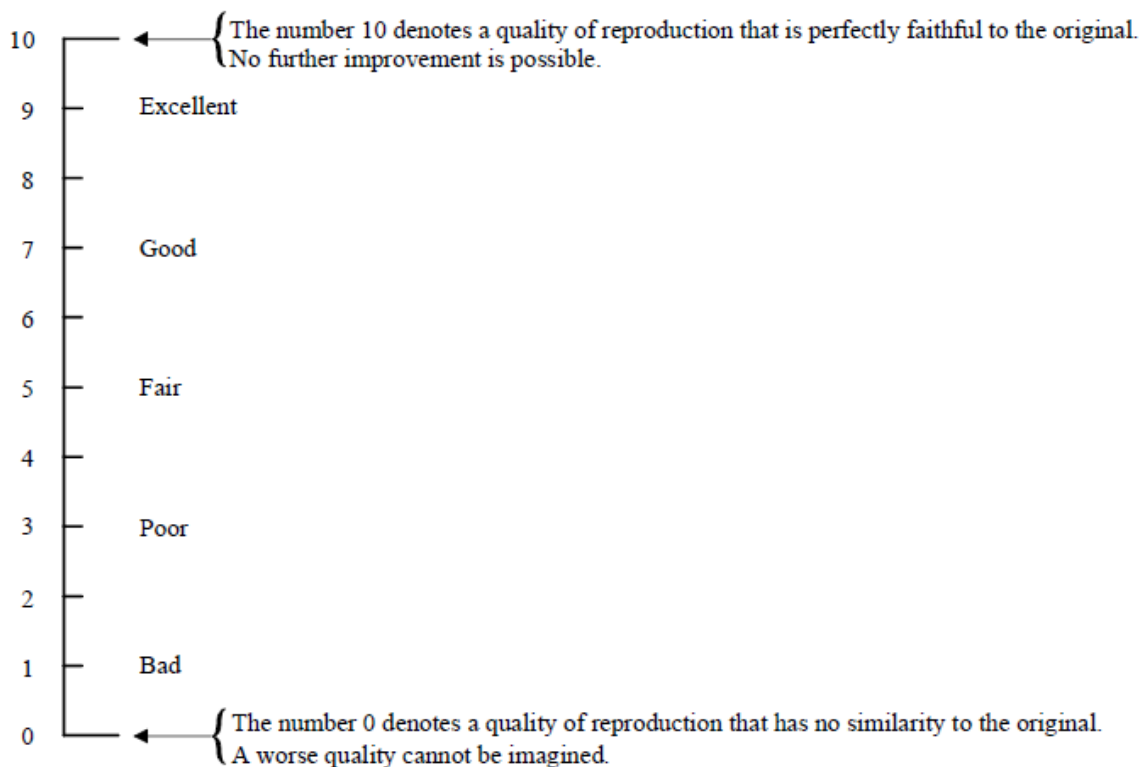 10
The number 10 denotes a quality of reproduction that is perfectly faithful to the original.
No further improvement is possible.
9 Excellent
8
7 Good
6
5 Fair
4
3 Poor
2
1 Bad
0
The number 0 denotes a quality of reproduction that has no similarity to the original.
A worse quality cannot be imagined.